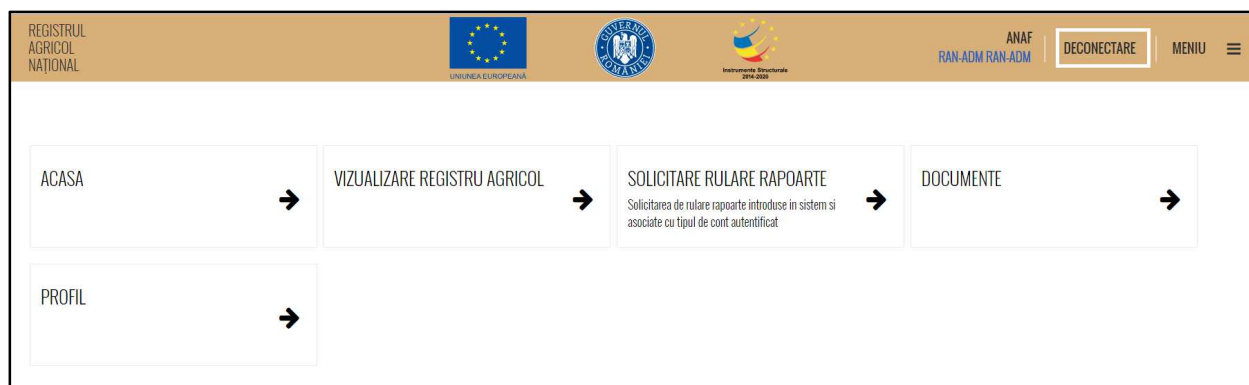 REGISTRUL
AGRICOL
NAȚIONAL
UNIUNEA EUROPEANĂ
GUVERNUL ROMÂNIEI
Instrumente Structurale
2014-2020
ANAF
RAN-ADM RAN-ADM
DECONECTARE
MENIU
ACASA
VIZUALIZARE REGISTRU AGRICOL
SOLICITARE RULARE RAPOARTE
Solicitarea de rulare rapoarte introduse in sistem si
asociate cu tipul de cont autentificat
DOCUMENTE
PROFIL